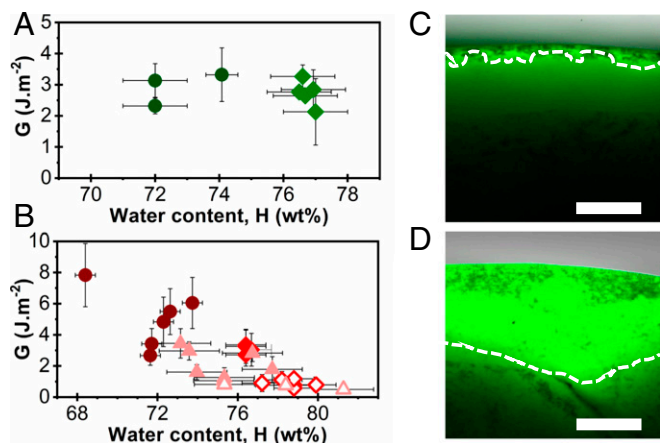 A
G (J.m⁻²)
5
4
3
2
1
0
70 72 74 76 78
Water content, H (wt%)
B
G (J.m⁻²)
10
8
6
4
2
0
68 72 76 80
Water content, H (wt%)
C
D